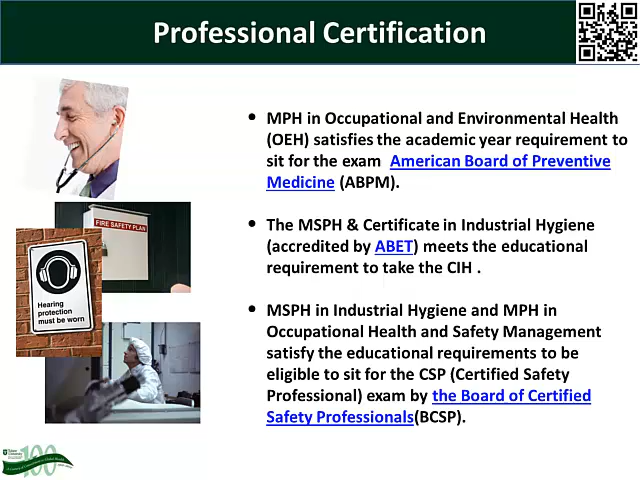 Professional Certification
• MPH in Occupational and Environmental Health
(OEH) satisfies the academic year requirement to
sit for the exam American Board of Preventive
Medicine (ABPM).
• The MSPH & Certificate in Industrial Hygiene
(accredited by ABET) meets the educational
requirement to take the CIH .
• MSPH in Industrial Hygiene and MPH in
Occupational Health and Safety Management
satisfy the educational requirements to be
eligible to sit for the CSP (Certified Safety
Professional) exam by the Board of Certified
Safety Professionals(BCSP).
FIRE SAFETY PLAN
Hearing
protection
must be worn
100